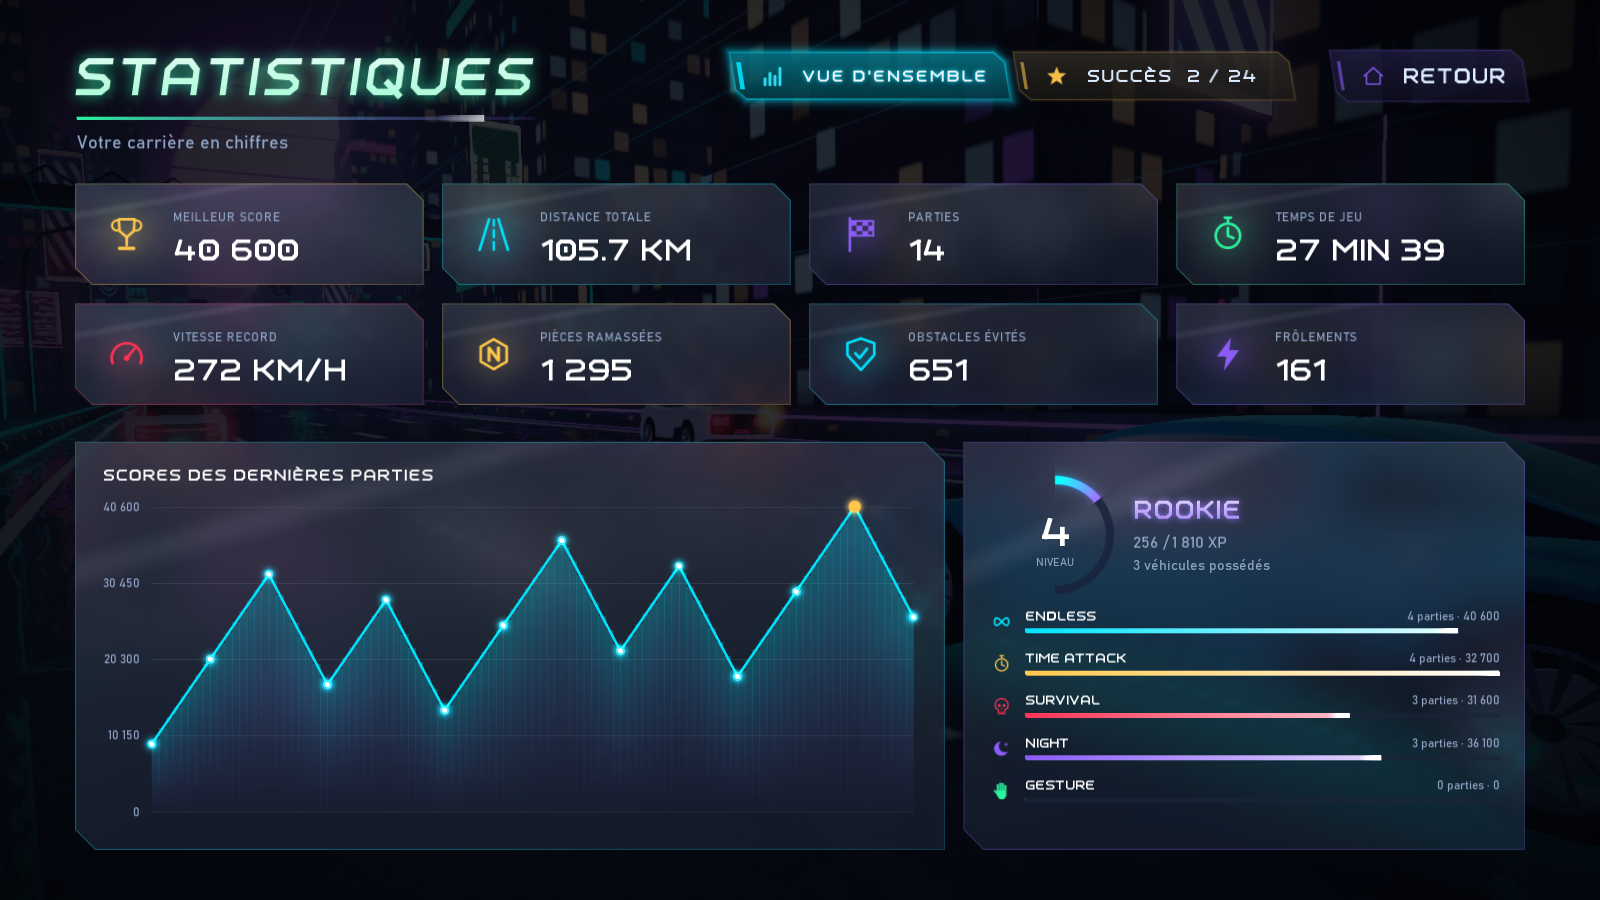 STATISTIQUES
VUE D'ENSEMBLE
SUCCÈS 2 / 24
RETOUR
Votre carrière en chiffres
MEILLEUR SCORE
40 600
DISTANCE TOTALE
105.7 KM
PARTIES
14
TEMPS DE JEU
27 MIN 39
VITESSE RECORD
272 KM/H
PIÈCES RAMASSÉES
1 295
OBSTACLES ÉVITÉS
651
FRÔLEMENTS
161
SCORES DES DERNIÈRES PARTIES
40 600
30 450
20 300
10 150
0
4
NIVEAU
ROOKIE
256 / 1 810 XP
3 véhicules possédés
ENDLESS
4 parties · 40 600
TIME ATTACK
4 parties · 32 700
SURVIVAL
3 parties · 31 600
NIGHT
3 parties · 36 100
GESTURE
0 parties · 0